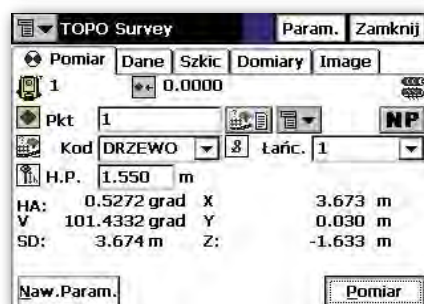 TOPO Survey Param. Zamknij
Pomiar Dane Szkic Domiary Image
1 0.0000
Pkt 1 NP
Kod DRZEWO 8 Łańc. 1
H.P. 1.550 m
HA: 0.5272 grad X 3.673 m
V 101.4332 grad Y 0.030 m
SD: 3.674 m Z: -1.633 m
Naw.Param. Pomiar